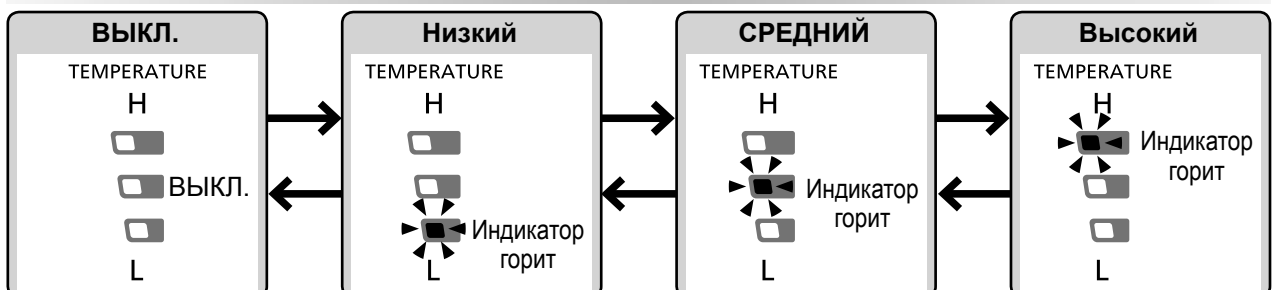 ВЫКЛ.
TEMPERATURE
H
ВЫКЛ.
L
Низкий
TEMPERATURE
H
Индикатор
горит
L
СРЕДНИЙ
TEMPERATURE
H
Индикатор
горит
L
Высокий
TEMPERATURE
H
Индикатор
горит
L